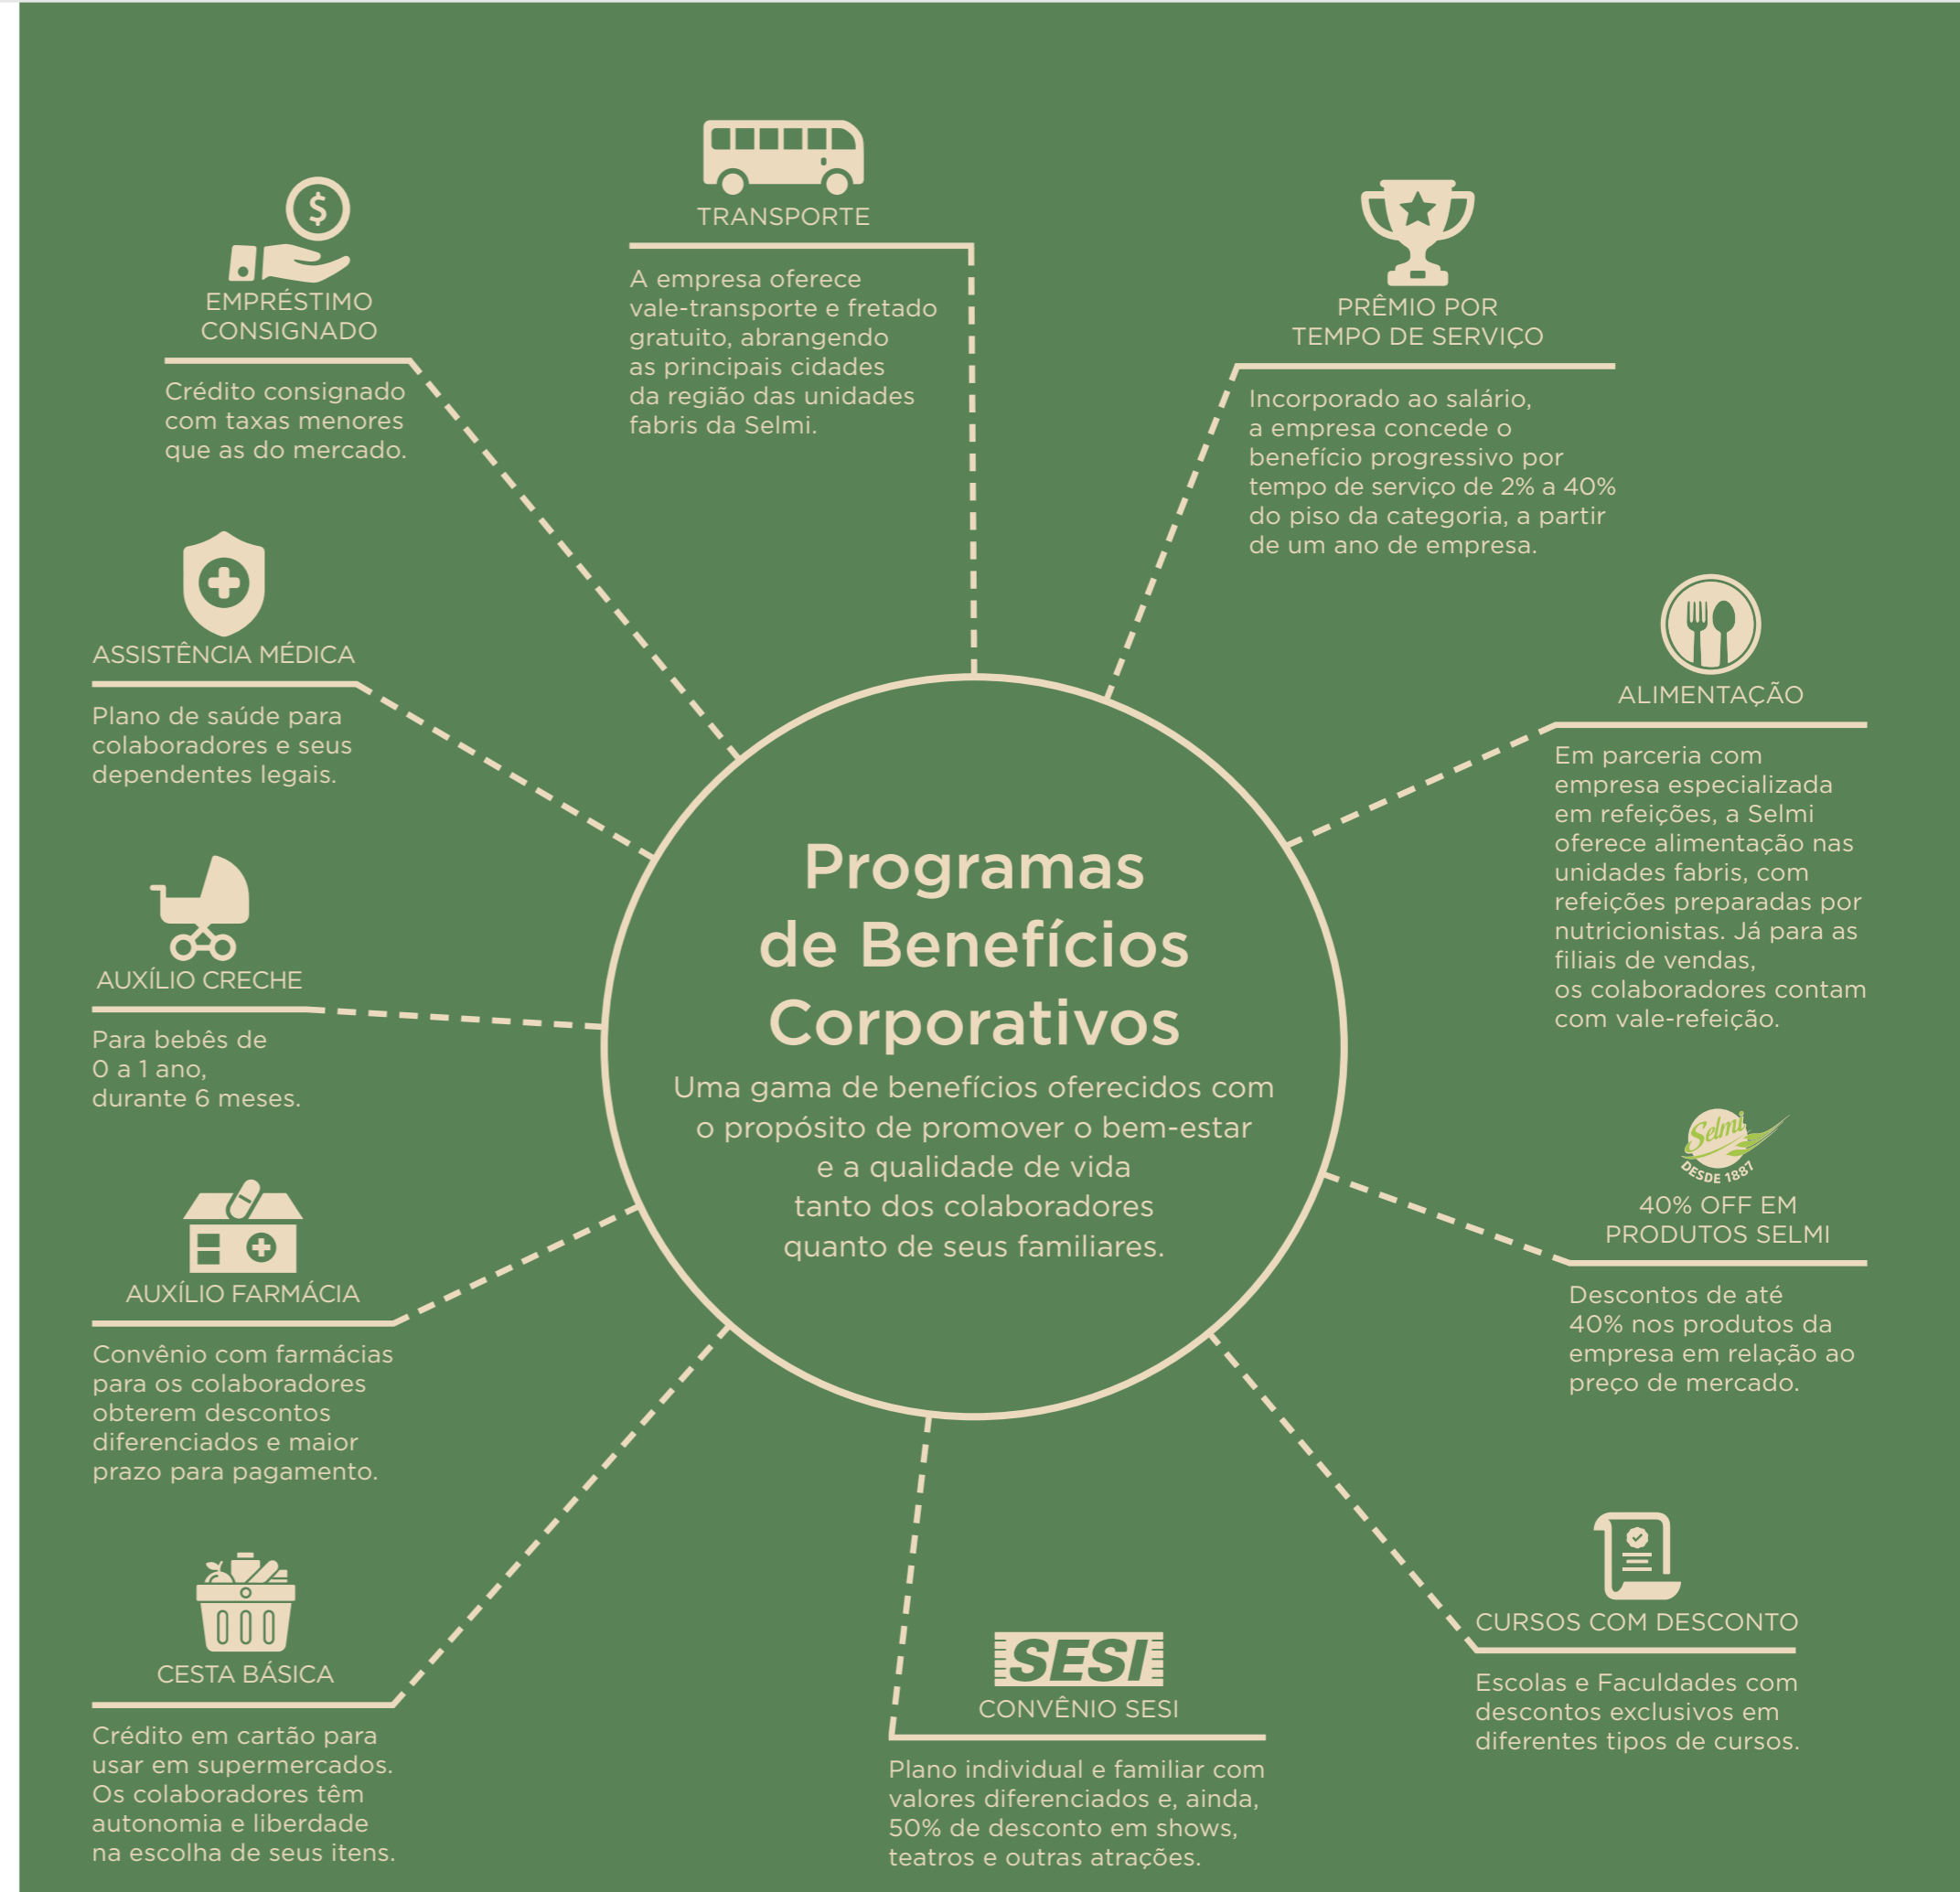 TRANSPORTE
A empresa oferece
vale-transporte e fretado
gratuito, abrangendo
as principais cidades
da região das unidades
fabris da Selmi.
$
EMPRÉSTIMO
CONSIGNADO
Crédito consignado
com taxas menores
que as do mercado.
PRÊMIO POR
TEMPO DE SERVIÇO
Incorporado ao salário,
a empresa concede o
benefício progressivo por
tempo de serviço de 2% a 40%
do piso da categoria, a partir
de um ano de empresa.
ASSISTÊNCIA MÉDICA
Plano de saúde para
colaboradores e seus
dependentes legais.
ALIMENTAÇÃO
Em parceria com
empresa especializada
em refeições, a Selmi
oferece alimentação nas
unidades fabris, com
refeições preparadas por
nutricionistas. Já para as
filiais de vendas,
os colaboradores contam
com vale-refeição.
Programas
de Benefícios
Corporativos
Uma gama de benefícios oferecidos com
o propósito de promover o bem-estar
e a qualidade de vida
tanto dos colaboradores
quanto de seus familiares.
AUXÍLIO CRECHE
Para bebês de
0 a 1 ano,
durante 6 meses.
Selmi
DESDE 1887
40% OFF EM
PRODUTOS SELMI
Descontos de até
40% nos produtos da
empresa em relação ao
preço de mercado.
AUXÍLIO FARMÁCIA
Convênio com farmácias
para os colaboradores
obterem descontos
diferenciados e maior
prazo para pagamento.
CURSOS COM DESCONTO
Escolas e Faculdades com
descontos exclusivos em
diferentes tipos de cursos.
CESTA BÁSICA
Crédito em cartão para
usar em supermercados.
Os colaboradores têm
autonomia e liberdade
na escolha de seus itens.
SESI
CONVÊNIO SESI
Plano individual e familiar com
valores diferenciados e, ainda,
50% de desconto em shows,
teatros e outras atrações.